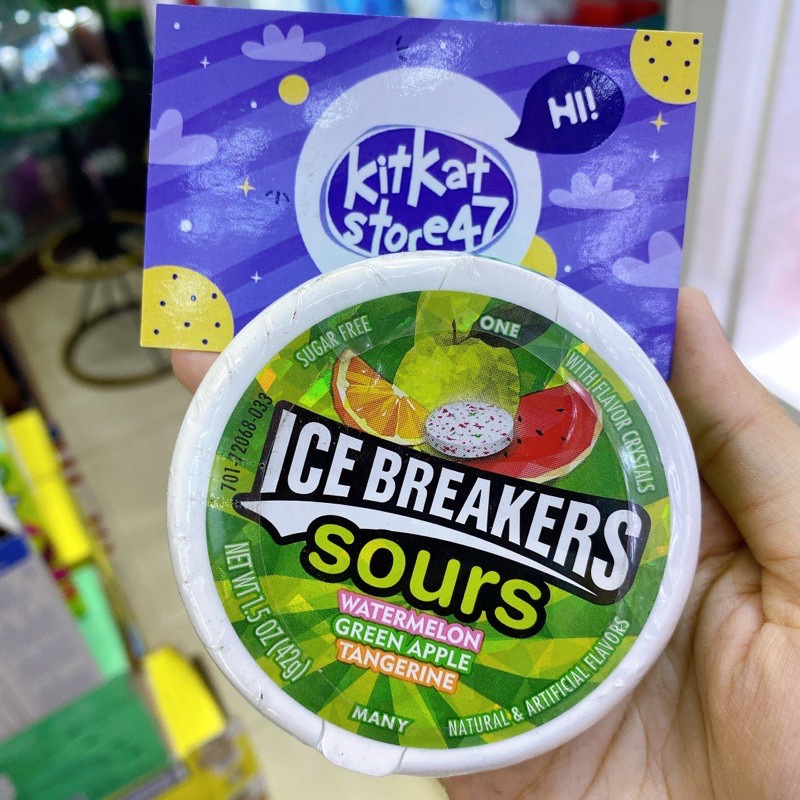 HI!
kitkat
store47
SUGAR FREE
ONE
WITH FLAVOR CRYSTALS
701-72068-033
ICE BREAKERS
sours
WATERMELON
GREEN APPLE
TANGERINE
NET WT 1.5 OZ (42g)
MANY
NATURAL & ARTIFICIAL FLAVORS